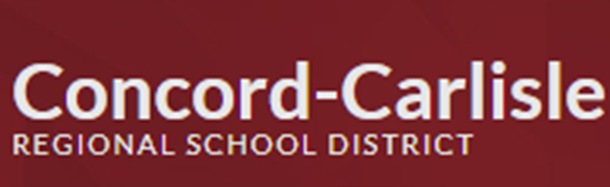 Concord-Carlisle
REGIONAL SCHOOL DISTRICT